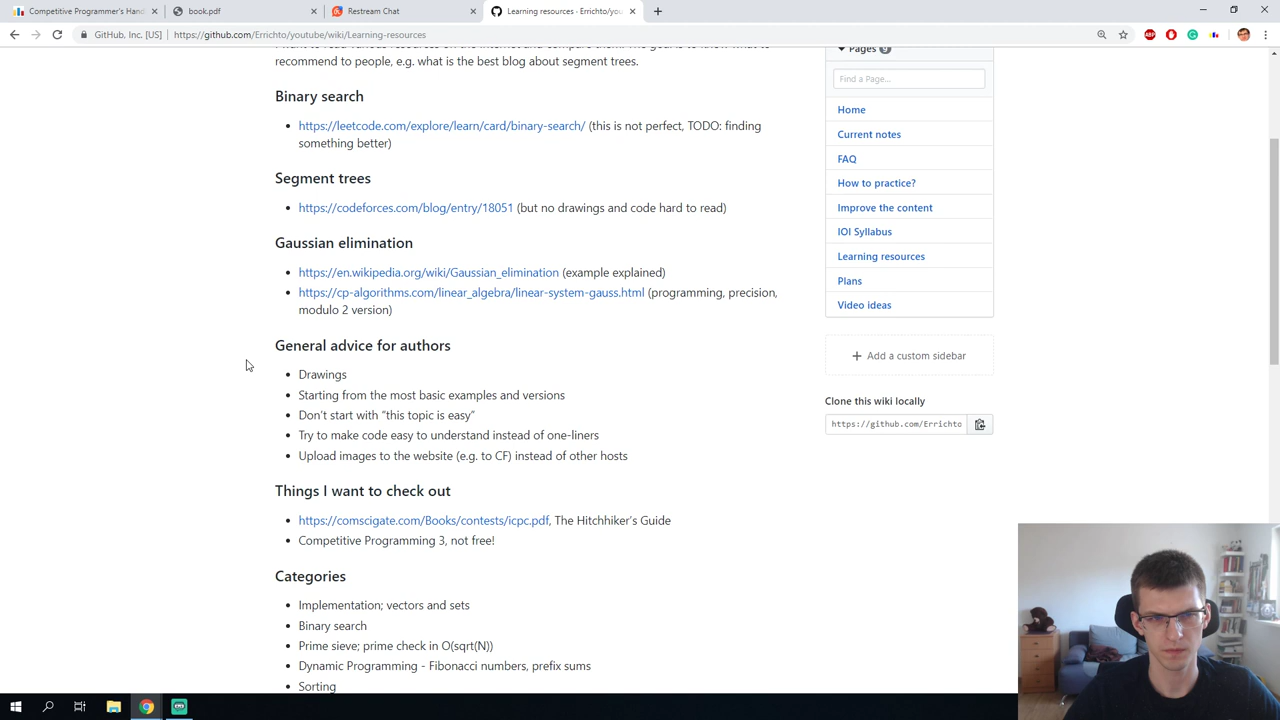 Competitive Programmer's Hand
book.pdf
Restream Chat
Learning resources · Errichto/you
GitHub, Inc. [US]
https://github.com/Errichto/youtube/wiki/Learning-resources
recommend to people, e.g. what is the best blog about segment trees.
Binary search
https://leetcode.com/explore/learn/card/binary-search/ (this is not perfect, TODO: finding
something better)
Segment trees
https://codeforces.com/blog/entry/18051 (but no drawings and code hard to read)
Gaussian elimination
https://en.wikipedia.org/wiki/Gaussian_elimination (example explained)
https://cp-algorithms.com/linear_algebra/linear-system-gauss.html (programming, precision,
modulo 2 version)
General advice for authors
Drawings
Starting from the most basic examples and versions
Don't start with “this topic is easy”
Try to make code easy to understand instead of one-liners
Upload images to the website (e.g. to CF) instead of other hosts
Things I want to check out
https://comscigate.com/Books/contests/icpc.pdf, The Hitchhiker's Guide
Competitive Programming 3, not free!
Categories
Implementation; vectors and sets
Binary search
Prime sieve; prime check in O(sqrt(N))
Dynamic Programming - Fibonacci numbers, prefix sums
Sorting
Pages
Find a Page...
Home
Current notes
FAQ
How to practice?
Improve the content
IOI Syllabus
Learning resources
Plans
Video ideas
Add a custom sidebar
Clone this wiki locally
https://github.com/Errichto